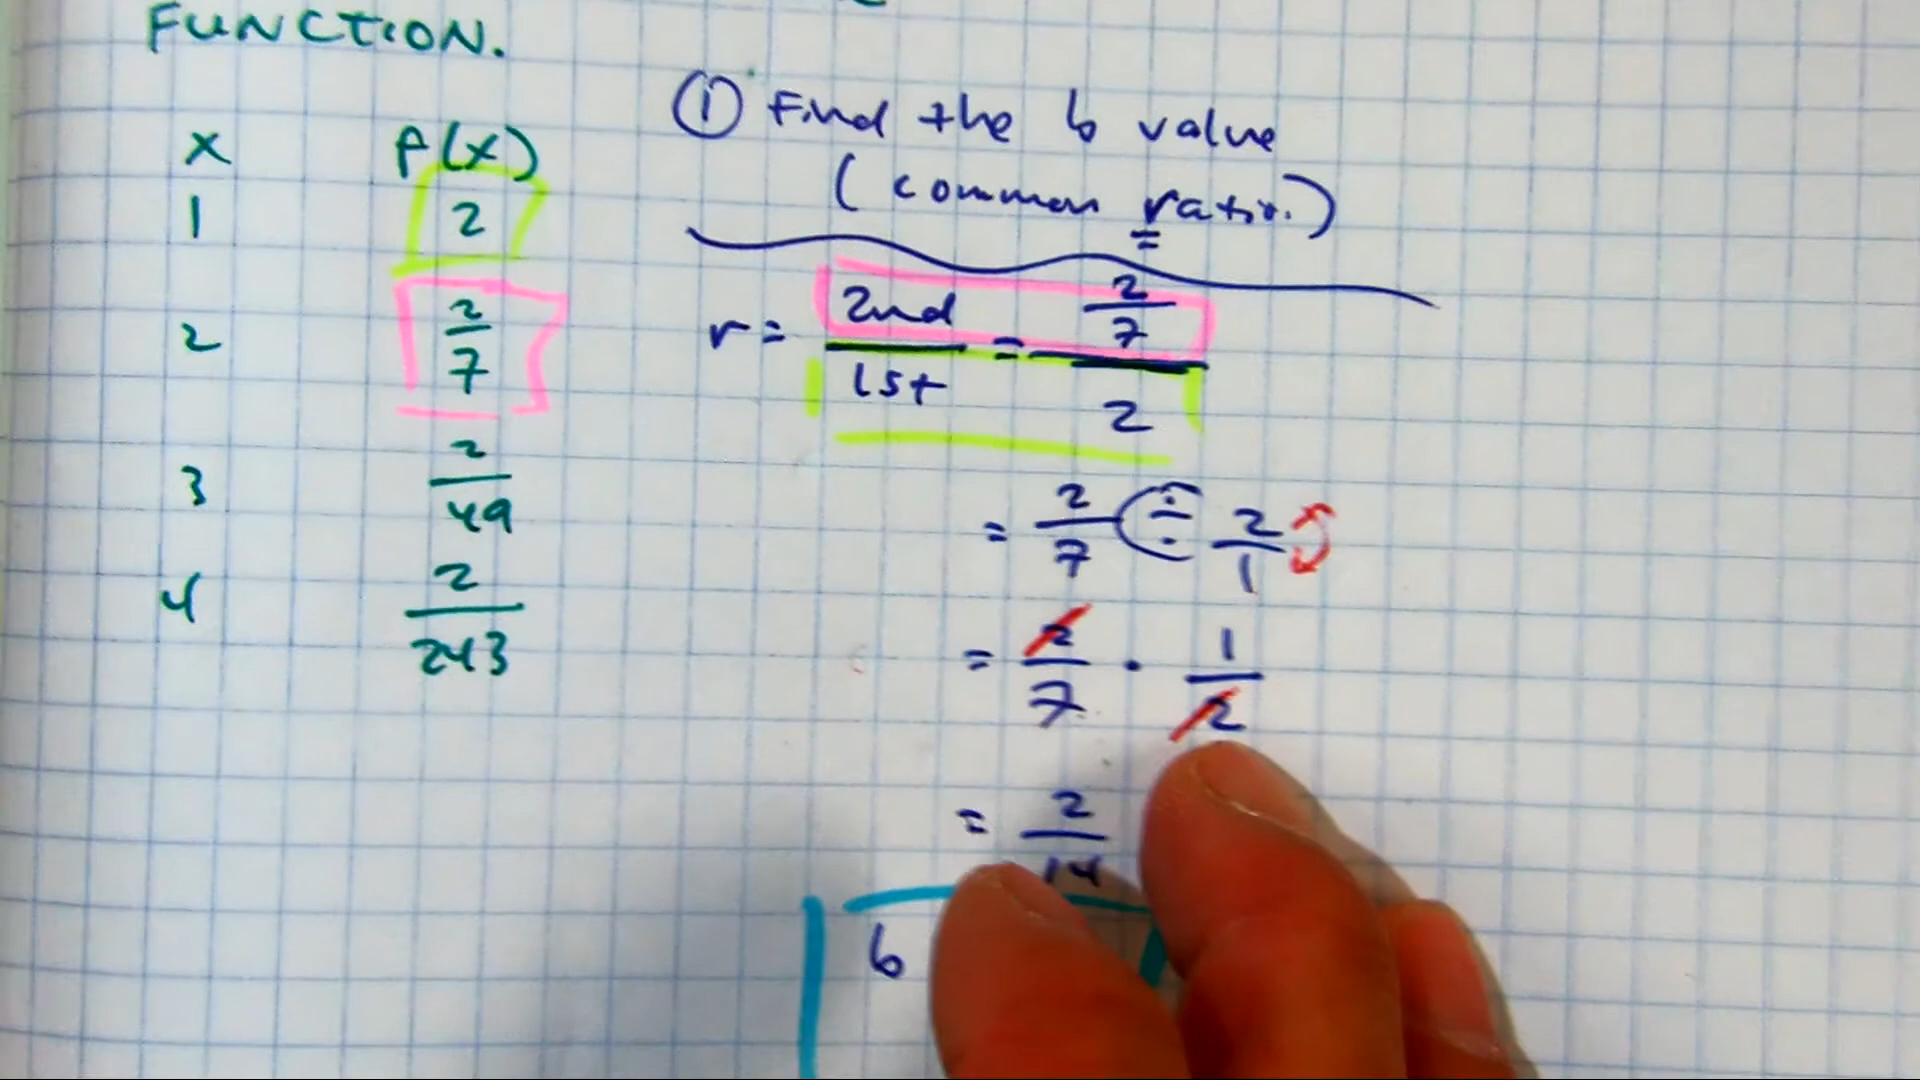 FUNCTION.
x f(x)
1 2
2 2/7
3 2/49
4 2/243
① Find the b value
(common ratio.)
r = 2nd/1st = 2/7 / 2
= 2/7 ÷ 2/1
= 2/7 · 1/2
= 2/14
b